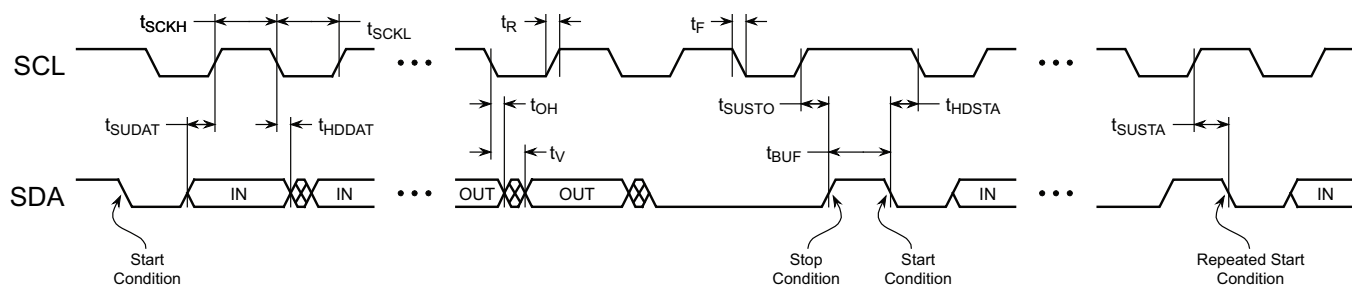 tSCKH
tSCKL
tR
tF
SCL
• • •
• • •
tOH
tSUSTO
tHDSTA
tSUDAT
tHDDAT
tSUSTA
tV
tBUF
SDA
IN
IN
• • •
OUT
OUT
IN
• • •
IN
Start
Condition
Stop
Condition
Start
Condition
Repeated Start
Condition